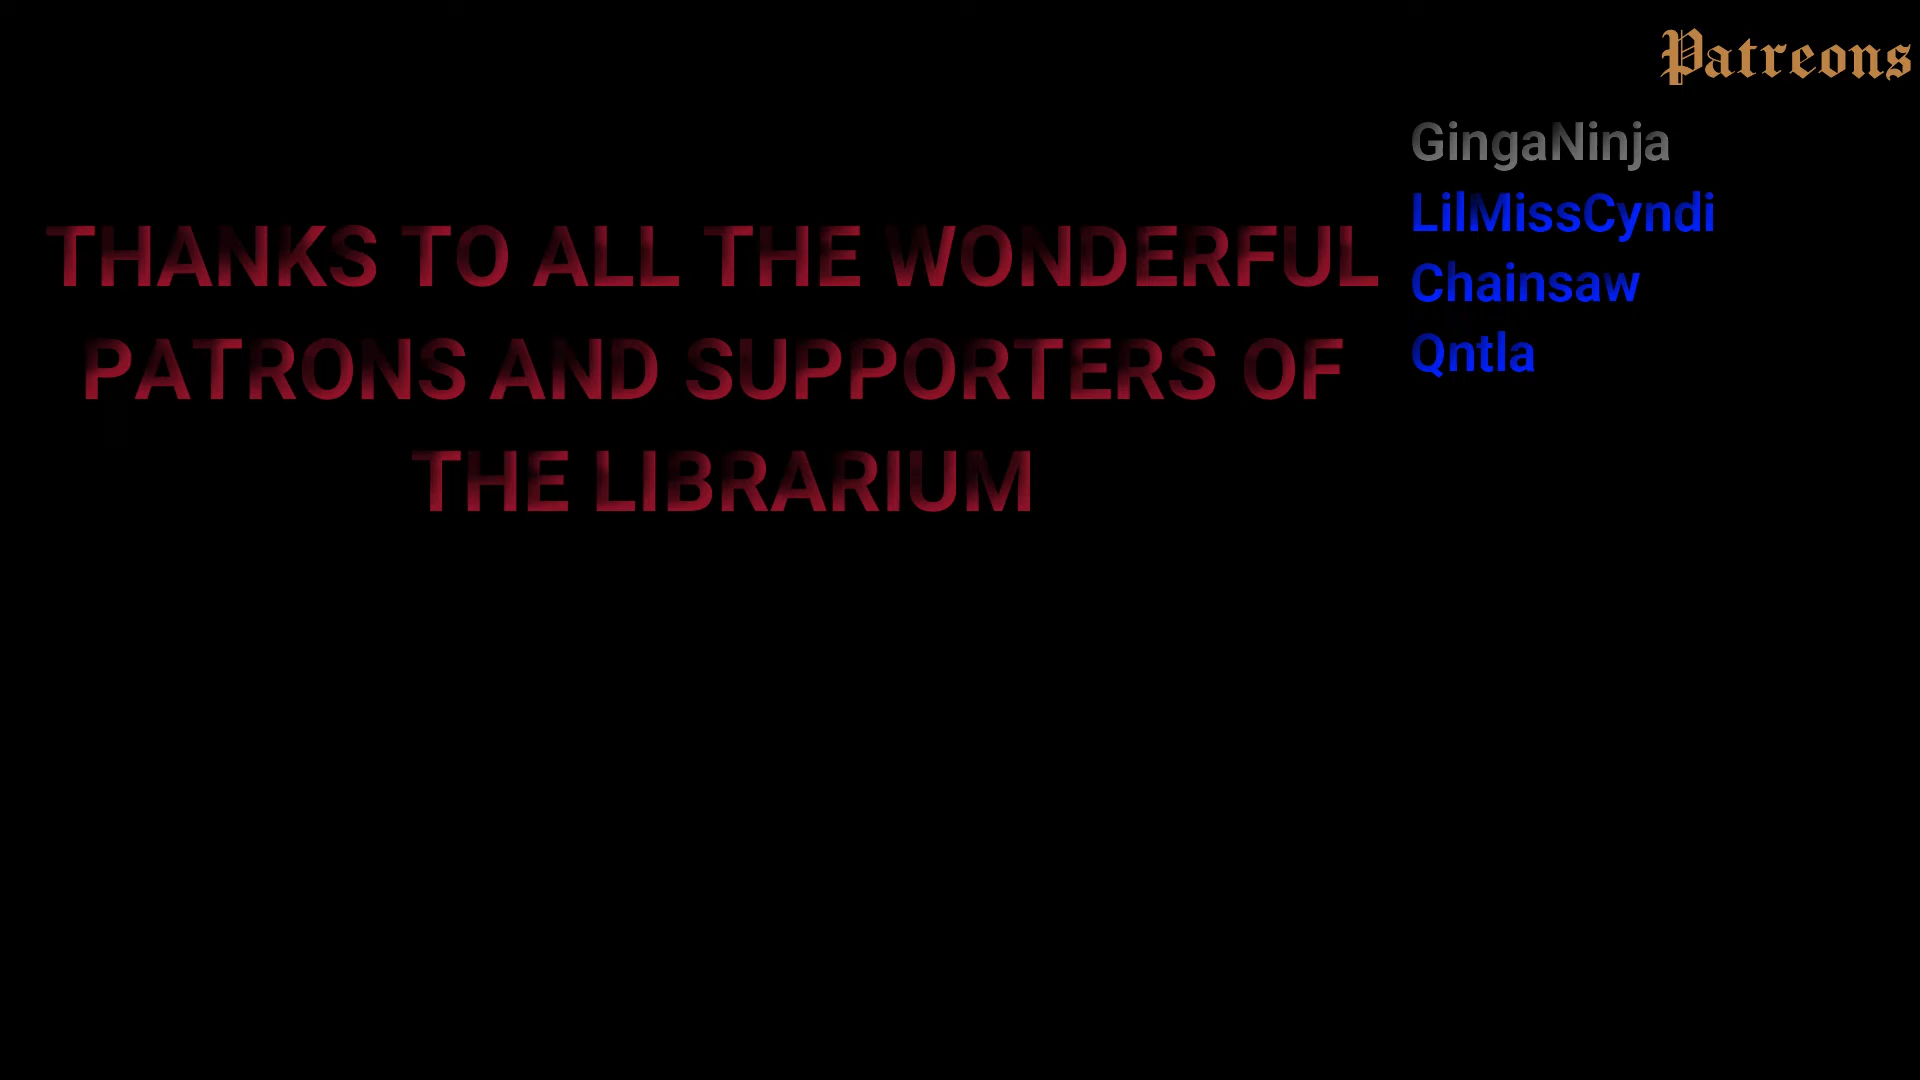 Patreons
THANKS TO ALL THE WONDERFUL
PATRONS AND SUPPORTERS OF
THE LIBRARIUM
GingaNinja
LilMissCyndi
Chainsaw
Qntla